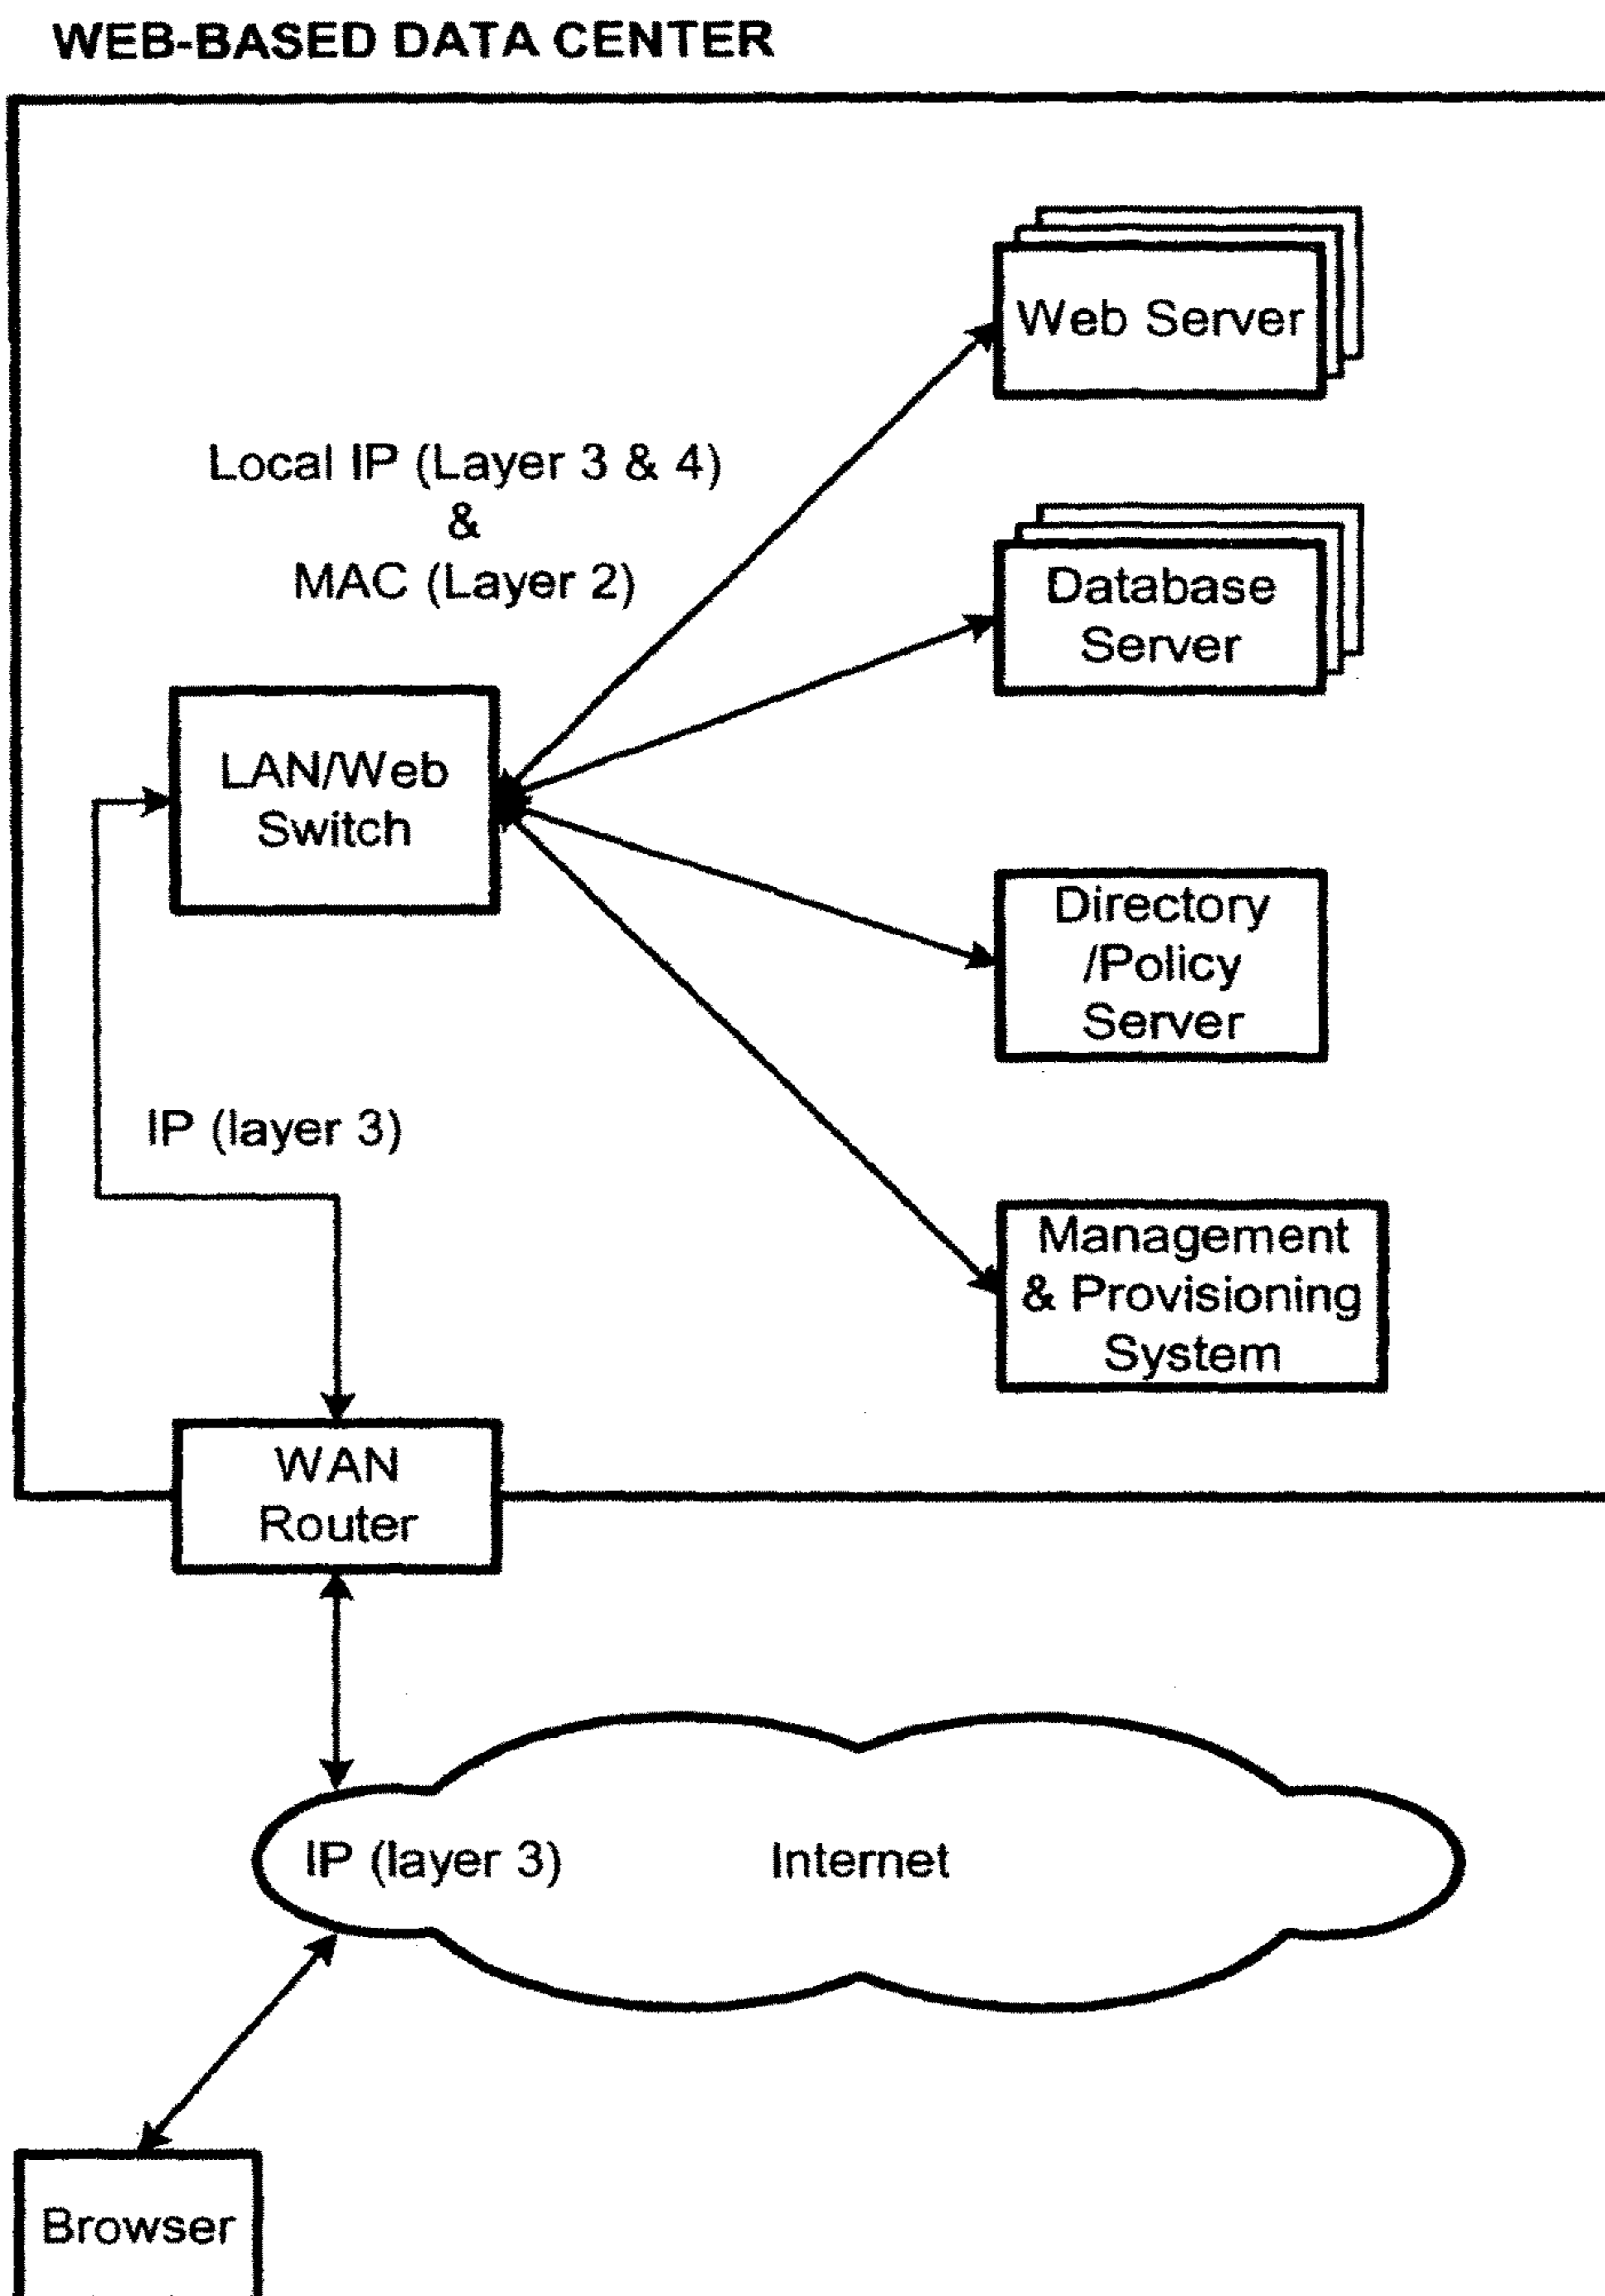 WEB-BASED DATA CENTER
Web Server
Local IP (Layer 3 & 4)
&
MAC (Layer 2)
Database
Server
LAN/Web
Switch
Directory
/Policy
Server
IP (layer 3)
Management
& Provisioning
System
WAN
Router
IP (layer 3)
Internet
Browser